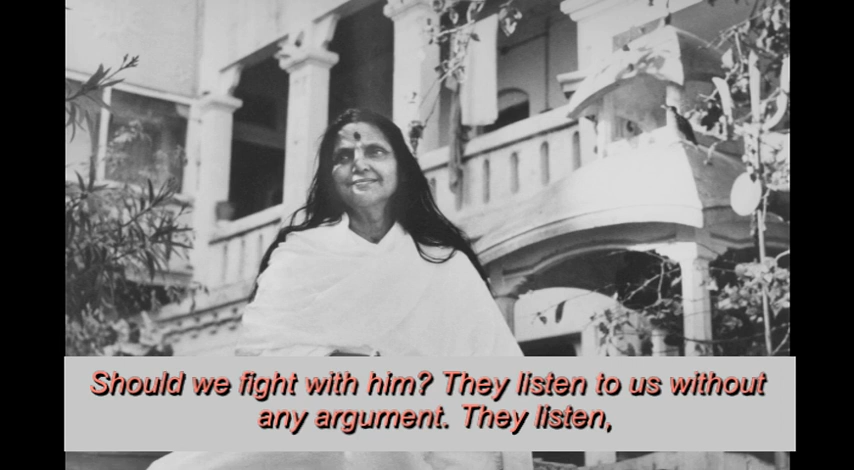 Should we fight with him? They listen to us without
any argument. They listen,